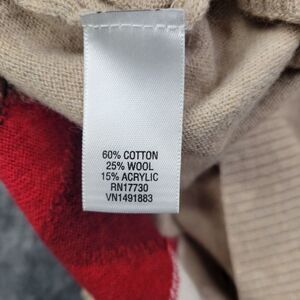 60% COTTON
25% WOOL
15% ACRYLIC
RN17730
VN1491883